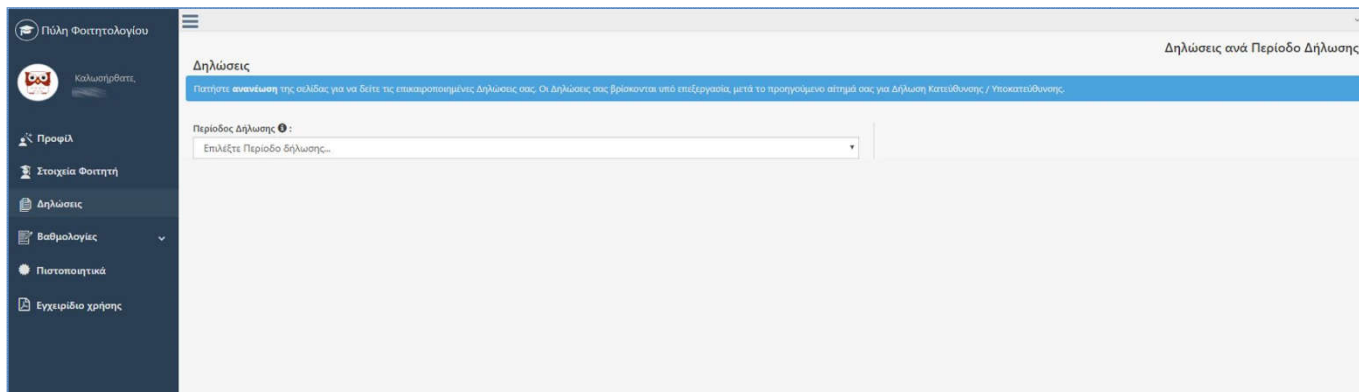 Πύλη Φοιτητολογίου
Καλωσήρθατε,
Προφίλ
Στοιχεία Φοιτητή
Δηλώσεις
Βαθμολογίες
Πιστοποιητικά
Εγχειρίδιο χρήσης
Δηλώσεις ανά Περίοδο Δήλωσης
Δηλώσεις
Πατήστε ανανέωση της σελίδας για να δείτε τις επικαιροποιημένες Δηλώσεις σας. Οι Δηλώσεις σας βρίσκονται υπό επεξεργασία, μετά το προηγούμενο αίτημά σας για Δήλωση Κατεύθυνσης / Υποκατεύθυνσης.
Περίοδος Δήλωσης :
Επιλέξτε Περίοδο δήλωσης...